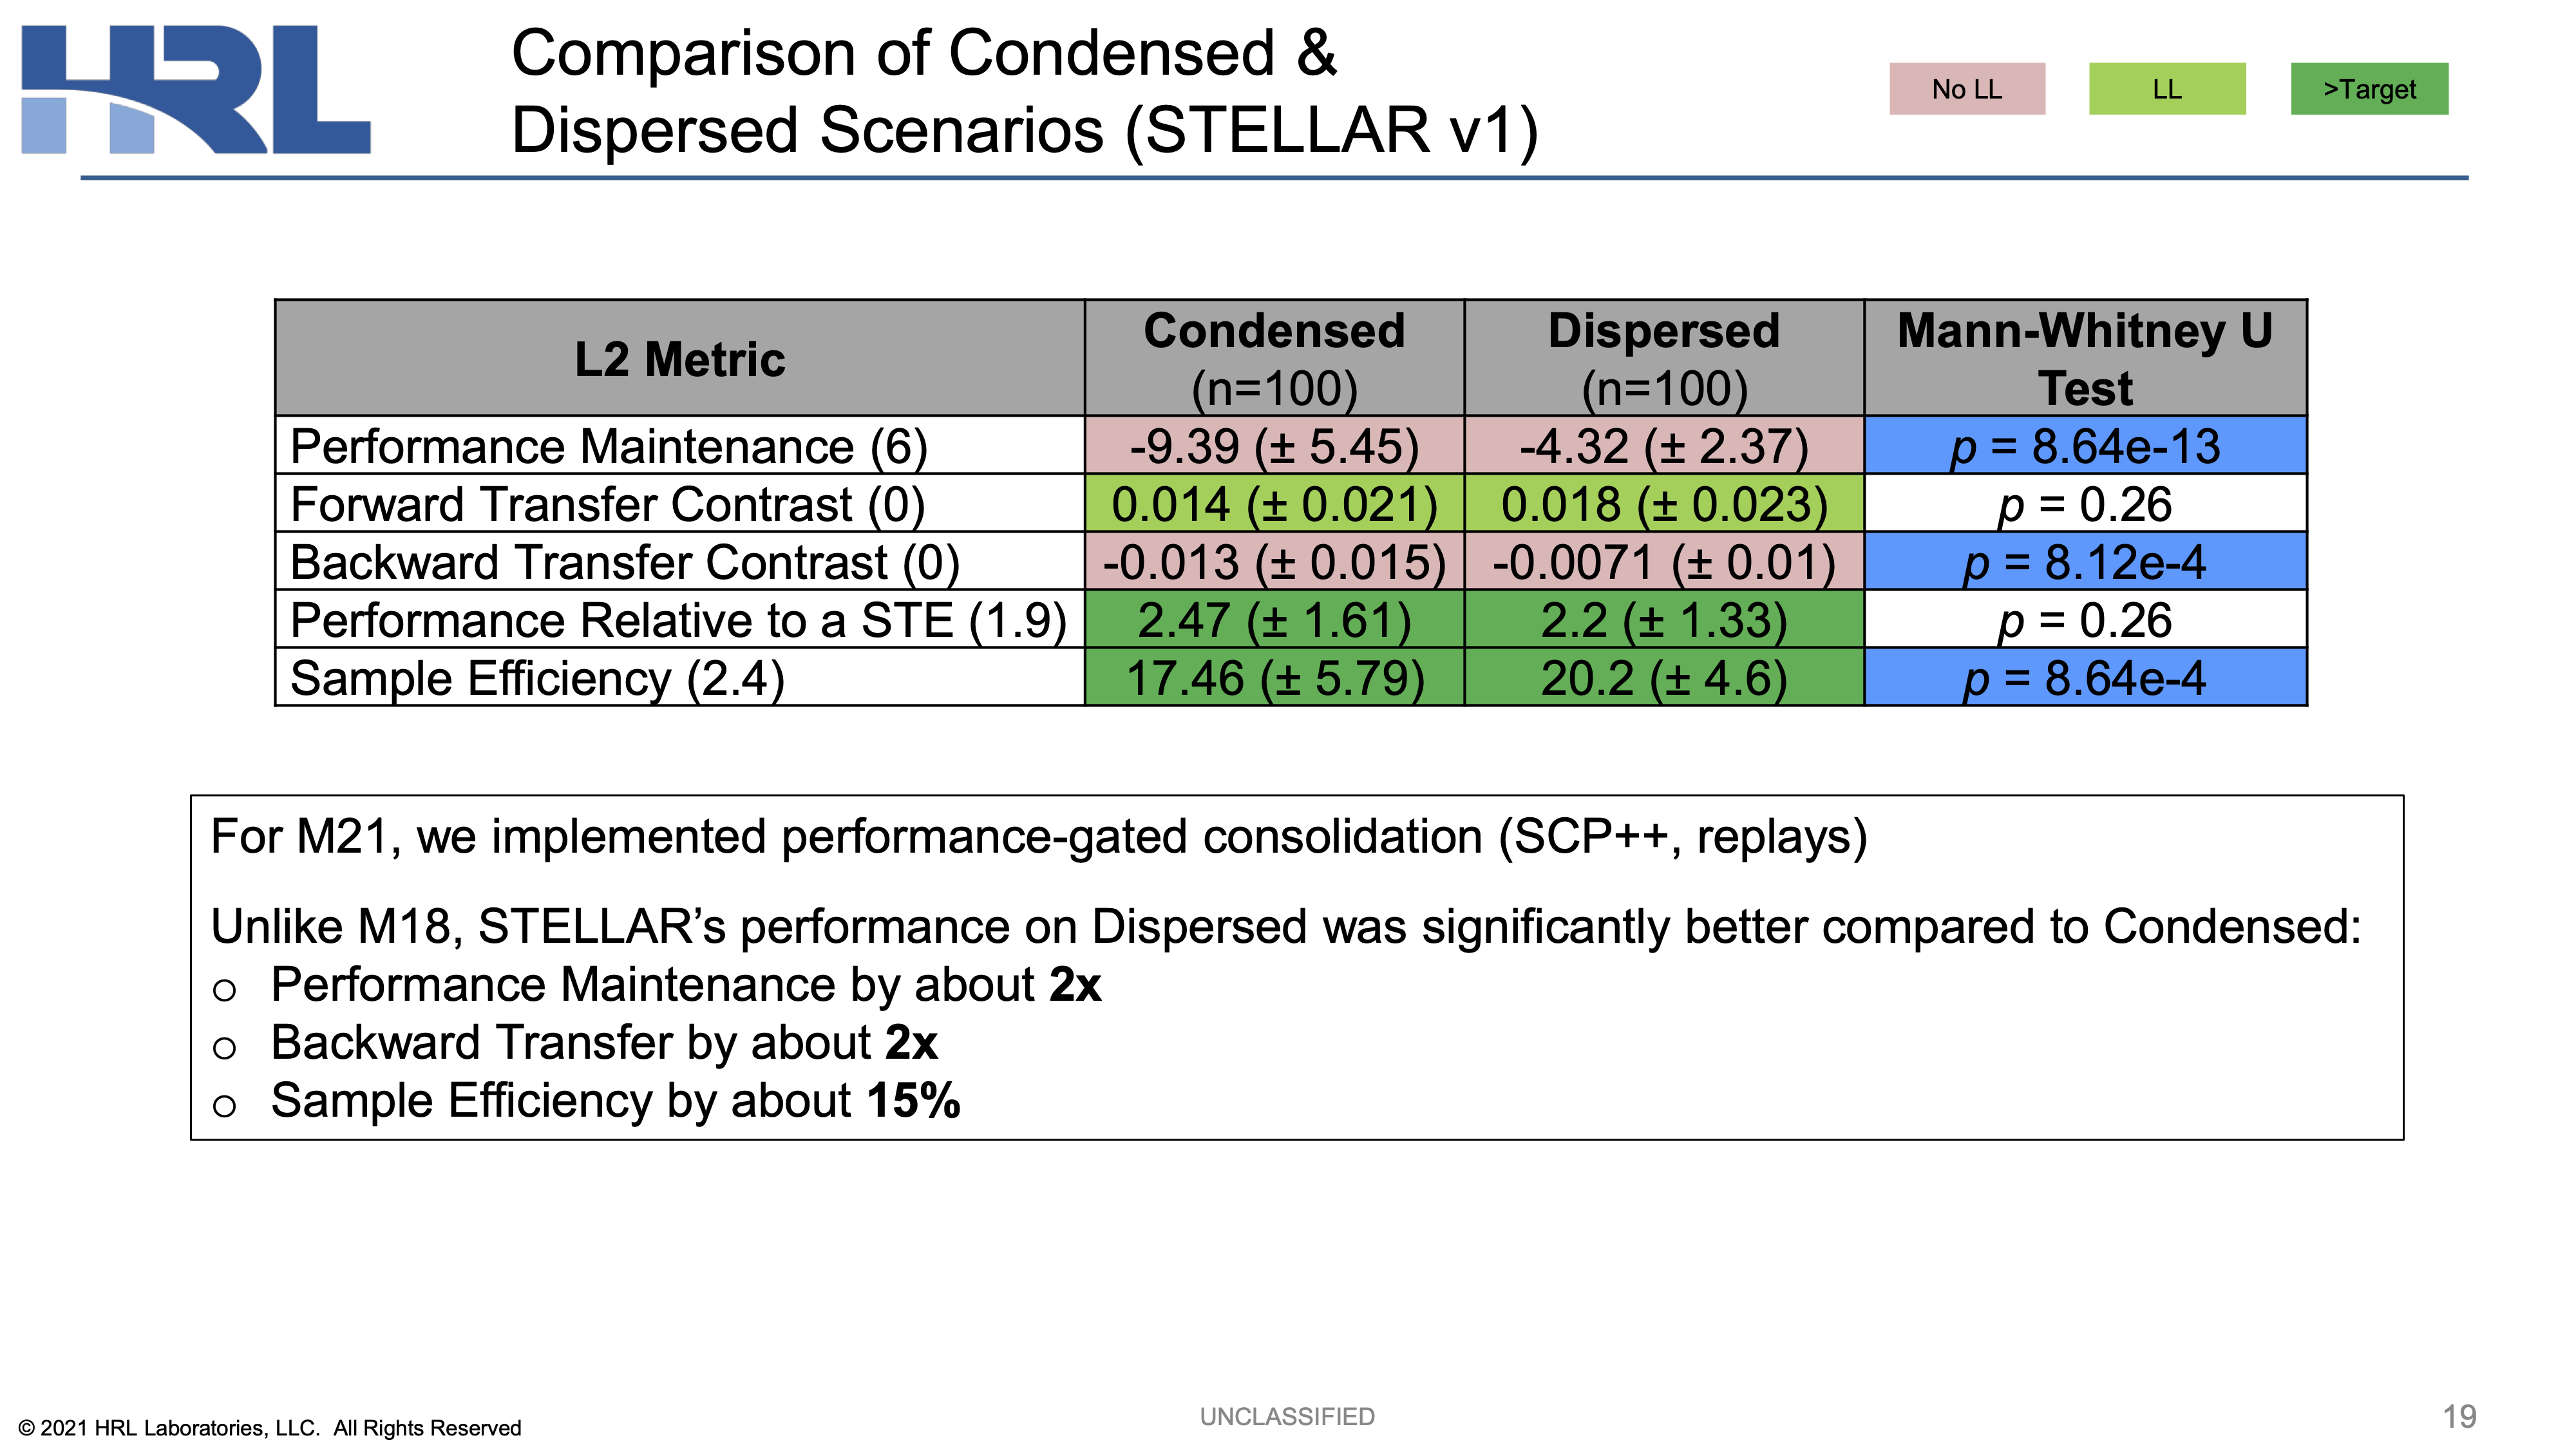 HRL
Comparison of Condensed &
Dispersed Scenarios (STELLAR v1)
No LL
LL
>Target
L2 Metric
Condensed
(n=100)
Dispersed
(n=100)
Mann-Whitney U
Test
Performance Maintenance (6)
-9.39 (± 5.45)
-4.32 (± 2.37)
p = 8.64e-13
Forward Transfer Contrast (0)
0.014 (± 0.021)
0.018 (± 0.023)
p = 0.26
Backward Transfer Contrast (0)
-0.013 (± 0.015)
-0.0071 (± 0.01)
p = 8.12e-4
Performance Relative to a STE (1.9)
2.47 (± 1.61)
2.2 (± 1.33)
p = 0.26
Sample Efficiency (2.4)
17.46 (± 5.79)
20.2 (± 4.6)
p = 8.64e-4
For M21, we implemented performance-gated consolidation (SCP++, replays)
Unlike M18, STELLAR’s performance on Dispersed was significantly better compared to Condensed:
o Performance Maintenance by about 2x
o Backward Transfer by about 2x
o Sample Efficiency by about 15%
© 2021 HRL Laboratories, LLC. All Rights Reserved
UNCLASSIFIED
19